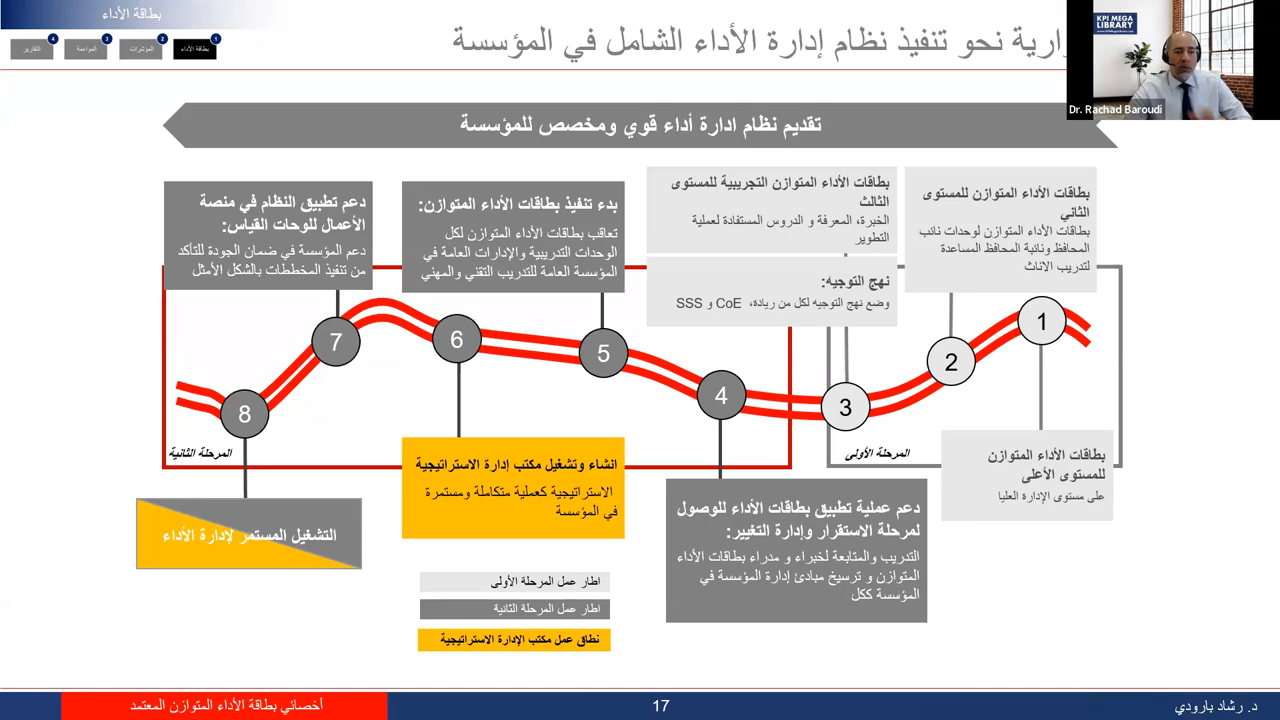 بطاقة الأداء
1
بطاقة الأداء
2
المؤشرات
3
المواءمة
4
التقارير
نحو تنفيذ نظام إدارة الأداء الشامل في المؤسسة
KPI MEGA
LIBRARY
Dr. Rachad Baroudi
تقديم نظام ادارة أداء قوي ومخصص للمؤسسة
بطاقات الأداء المتوازن للمستوى
الثاني
بطاقات الأداء المتوازن لوحدات نائب
المحافظ ونائبة المحافظ المساعدة
لتدريب الاناث
بطاقات الأداء المتوازن التجريبية للمستوى
الثالث
الخبرة، المعرفة و الدروس المستفادة لعملية
التطوير
نهج التوجيه:
وضع نهج التوجيه لكل من ريادة، CoE و SSS
بدء تنفيذ بطاقات الأداء المتوازن:
تعاقب بطاقات الأداء المتوازن لكل
الوحدات التدريبية والإدارات العامة في
المؤسسة العامة للتدريب التقني والمهني
دعم تطبيق النظام في منصة
الأعمال للوحات القياس:
دعم المؤسسة في ضمان الجودة للتأكد
من تنفيذ المخططات بالشكل الأمثل
1
2
3
4
5
6
7
8
المرحلة الأولى
المرحلة الثانية
بطاقات الأداء المتوازن
للمستوى الأعلى
على مستوى الإدارة العليا
دعم عملية تطبيق بطاقات الأداء للوصول
لمرحلة الاستقرار وإدارة التغيير:
التدريب والمتابعة لخبراء و مدراء بطاقات الأداء
المتوازن و ترسيخ مبادئ إدارة المؤسسة في
المؤسسة ككل
انشاء وتشغيل مكتب إدارة الاستراتيجية
الاستراتيجية كعملية متكاملة ومستمرة
في المؤسسة
التشغيل المستمر لإدارة الأداء
اطار عمل المرحلة الأولى
اطار عمل المرحلة الثانية
نطاق عمل مكتب الإدارة الاستراتيجية
د. رشاد بارودي
17
أخصائي بطاقة الأداء المتوازن المعتمد